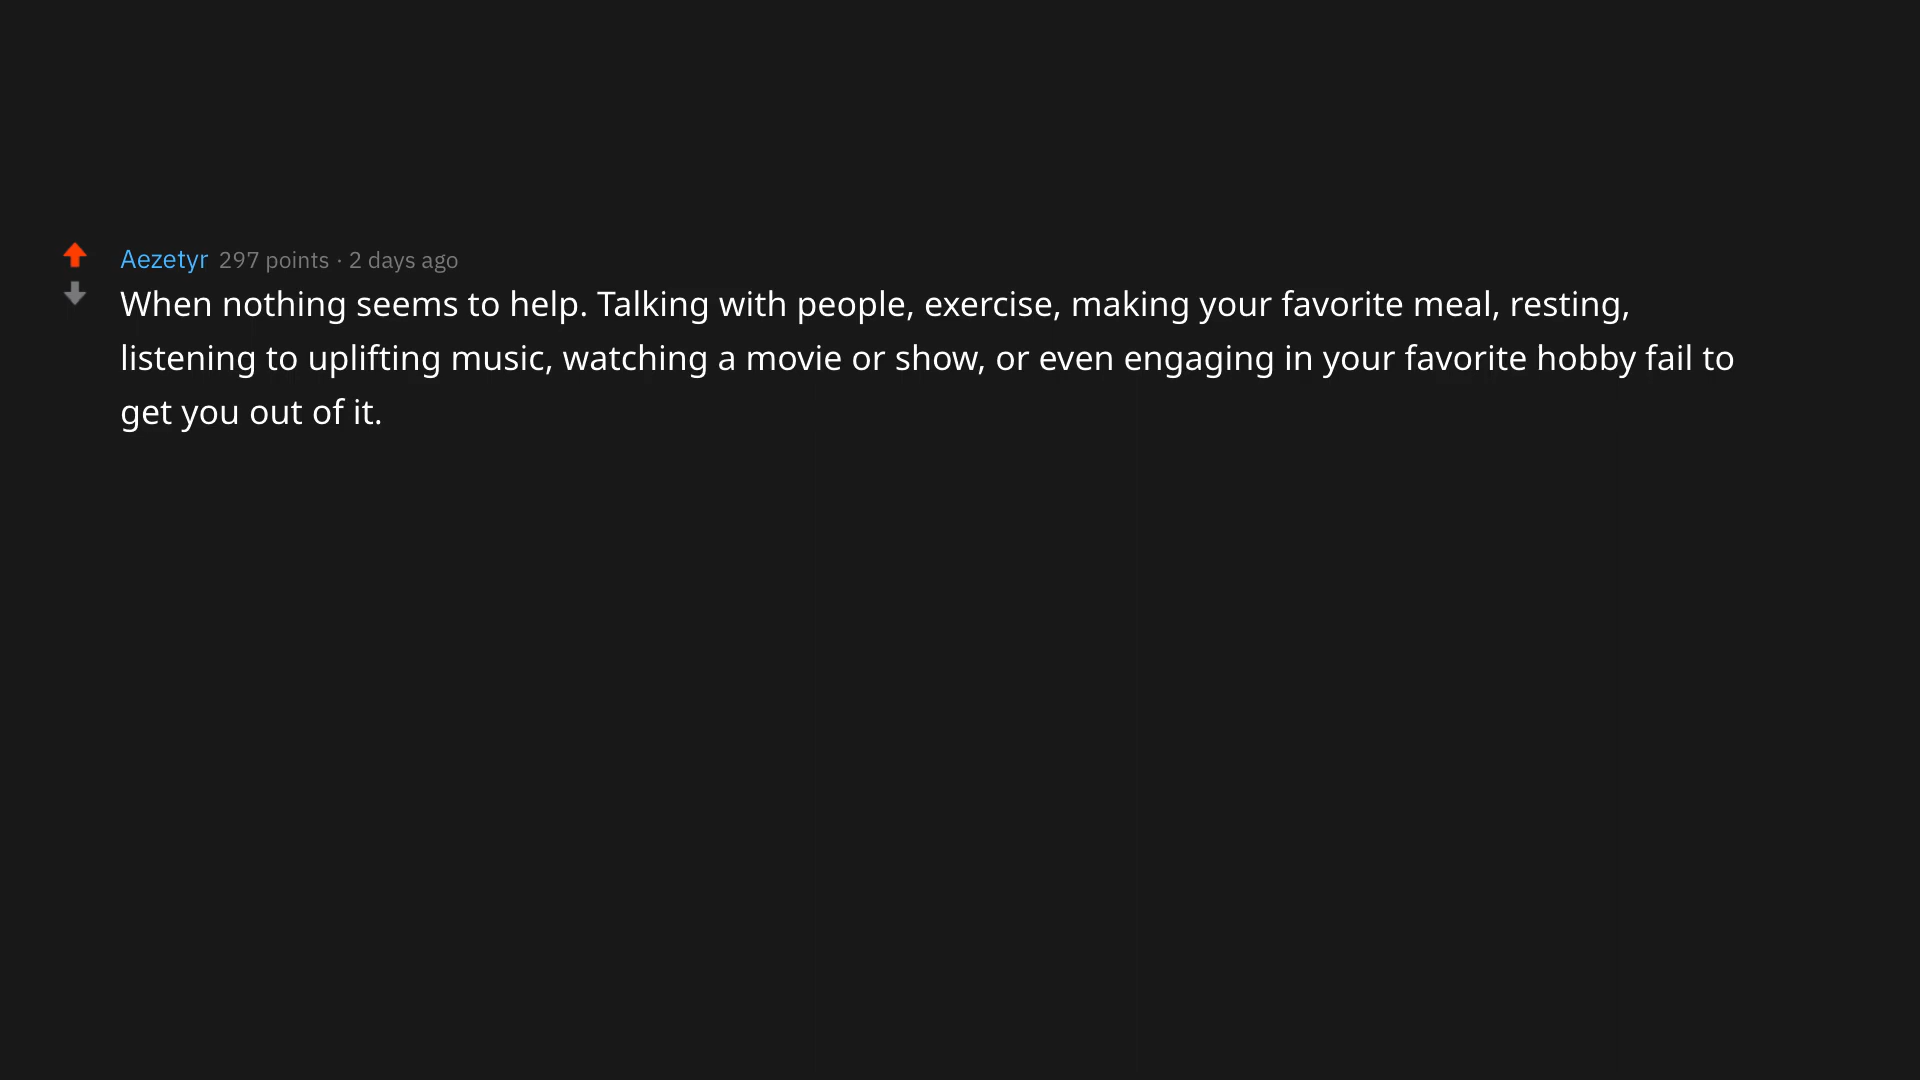 Aezetyr 297 points · 2 days ago
When nothing seems to help. Talking with people, exercise, making your favorite meal, resting,
listening to uplifting music, watching a movie or show, or even engaging in your favorite hobby fail to
get you out of it.